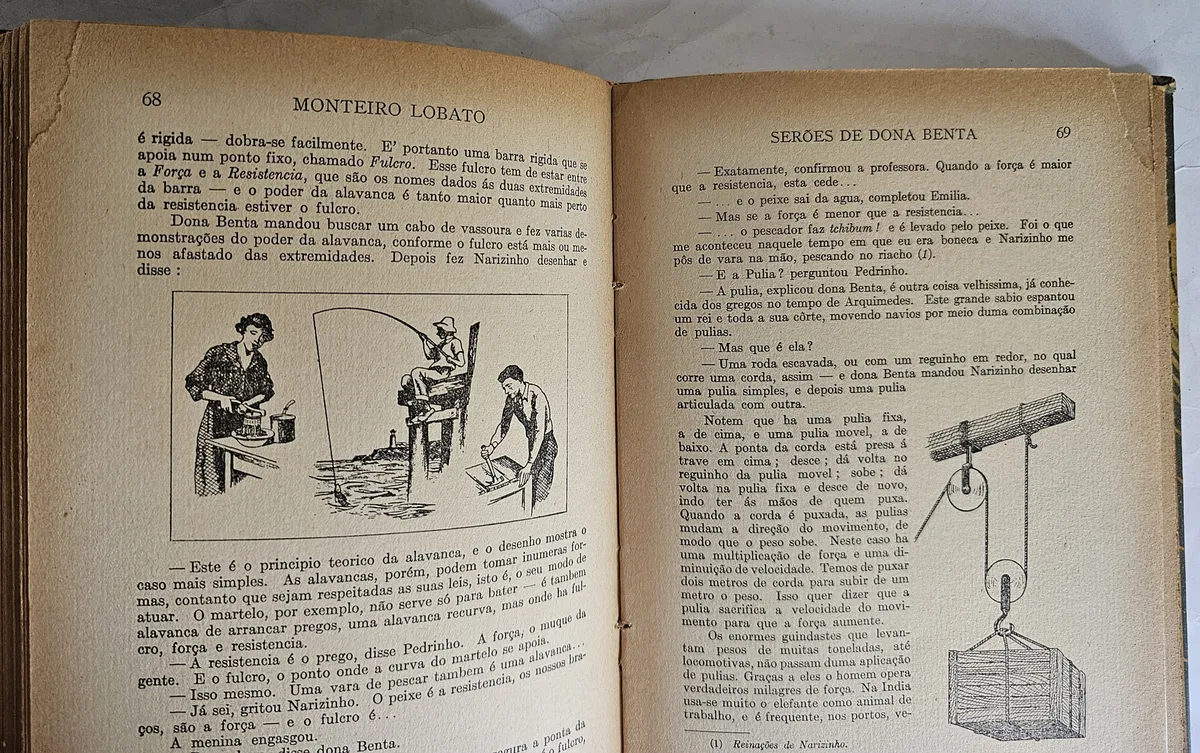 68
MONTEIRO LOBATO
é rigida — dobra-se facilmente. E' portanto uma barra rigida que se
apoia num ponto fixo, chamado Fulcro. Esse fulcro tem de estar entre
a Força e a Resistencia, que são os nomes dados ás duas extremidades
da barra — e o poder da alavanca é tanto maior quanto mais perto
da resistencia estiver o fulcro.
Dona Benta mandou buscar um cabo de vassoura e fez varias de-
monstrações do poder da alavanca, conforme o fulcro está mais ou me-
nos afastado das extremidades. Depois fez Narizinho desenhar e
disse :
— Este é o principio teorico da alavanca, e o desenho mostra o
caso mais simples. As alavancas, porém, podem tomar inumeras for-
mas, contanto que sejam respeitadas as suas leis, isto é, o seu modo de
atuar. O martelo, por exemplo, não serve só para bater — é tambem
alavanca de arrancar pregos, uma alavanca recurva, mas onde ha ful-
cro, força e resistencia.
— A resistencia é o prego, disse Pedrinho. A força, o muque da
gente. E o fulcro, o ponto onde a curva do martelo se apoia.
— Isso mesmo. Uma vara de pescar tambem é uma alavanca...
— Já sei, gritou Narizinho. O peixe é a resistencia, os nossos bra-
ços, são a força — e o fulcro é...
A menina engasgou.
disse dona Benta.
segura a ponta da
é o fulcro,
SERÕES DE DONA BENTA
69
— Exatamente, confirmou a professora. Quando a força é maior
que a resistencia, esta cede...
— ... e o peixe sai da agua, completou Emilia.
— Mas se a força é menor que a resistencia...
— ... o pescador faz tchibum! e é levado pelo peixe. Foi o que
me aconteceu naquele tempo em que eu era boneca e Narizinho me
pôs de vara na mão, pescando no riacho (1).
— E a Pulia? perguntou Pedrinho.
— A pulia, explicou dona Benta, é outra coisa velhissima, já conhe-
cida dos gregos no tempo de Arquimedes. Este grande sabio espantou
um rei e toda a sua côrte, movendo navios por meio duma combinação
de pulias.
— Mas que é ela?
— Uma roda escavada, ou com um reguinho em redor, no qual
corre uma corda, assim — e dona Benta mandou Narizinho desenhar
uma pulia simples, e depois uma pulia
articulada com outra.
Notem que ha uma pulia fixa,
a de cima, e uma pulia movel, a de
baixo. A ponta da corda está presa á
trave em cima ; desce ; dá volta no
reguinho da pulia movel ; sobe ; dá
volta na pulia fixa e desce de novo,
indo ter ás mãos de quem puxa.
Quando a corda é puxada, as pulias
mudam a direção do movimento, de
modo que o peso sobe. Neste caso ha
uma multiplicação de força e uma di-
minuição de velocidade. Temos de puxar
dois metros de corda para subir de um
metro o peso. Isso quer dizer que a
pulia sacrifica a velocidade do movi-
mento para que a força aumente.
Os enormes guindastes que levan-
tam pesos de muitas toneladas, até
locomotivas, não passam duma aplicação
de pulias. Graças a eles o homem opera
verdadeiros milagres de força. Na India
usa-se muito o elefante como animal de
trabalho, e é frequente, nos portos, ve-
(1) Reinações de Narizinho.